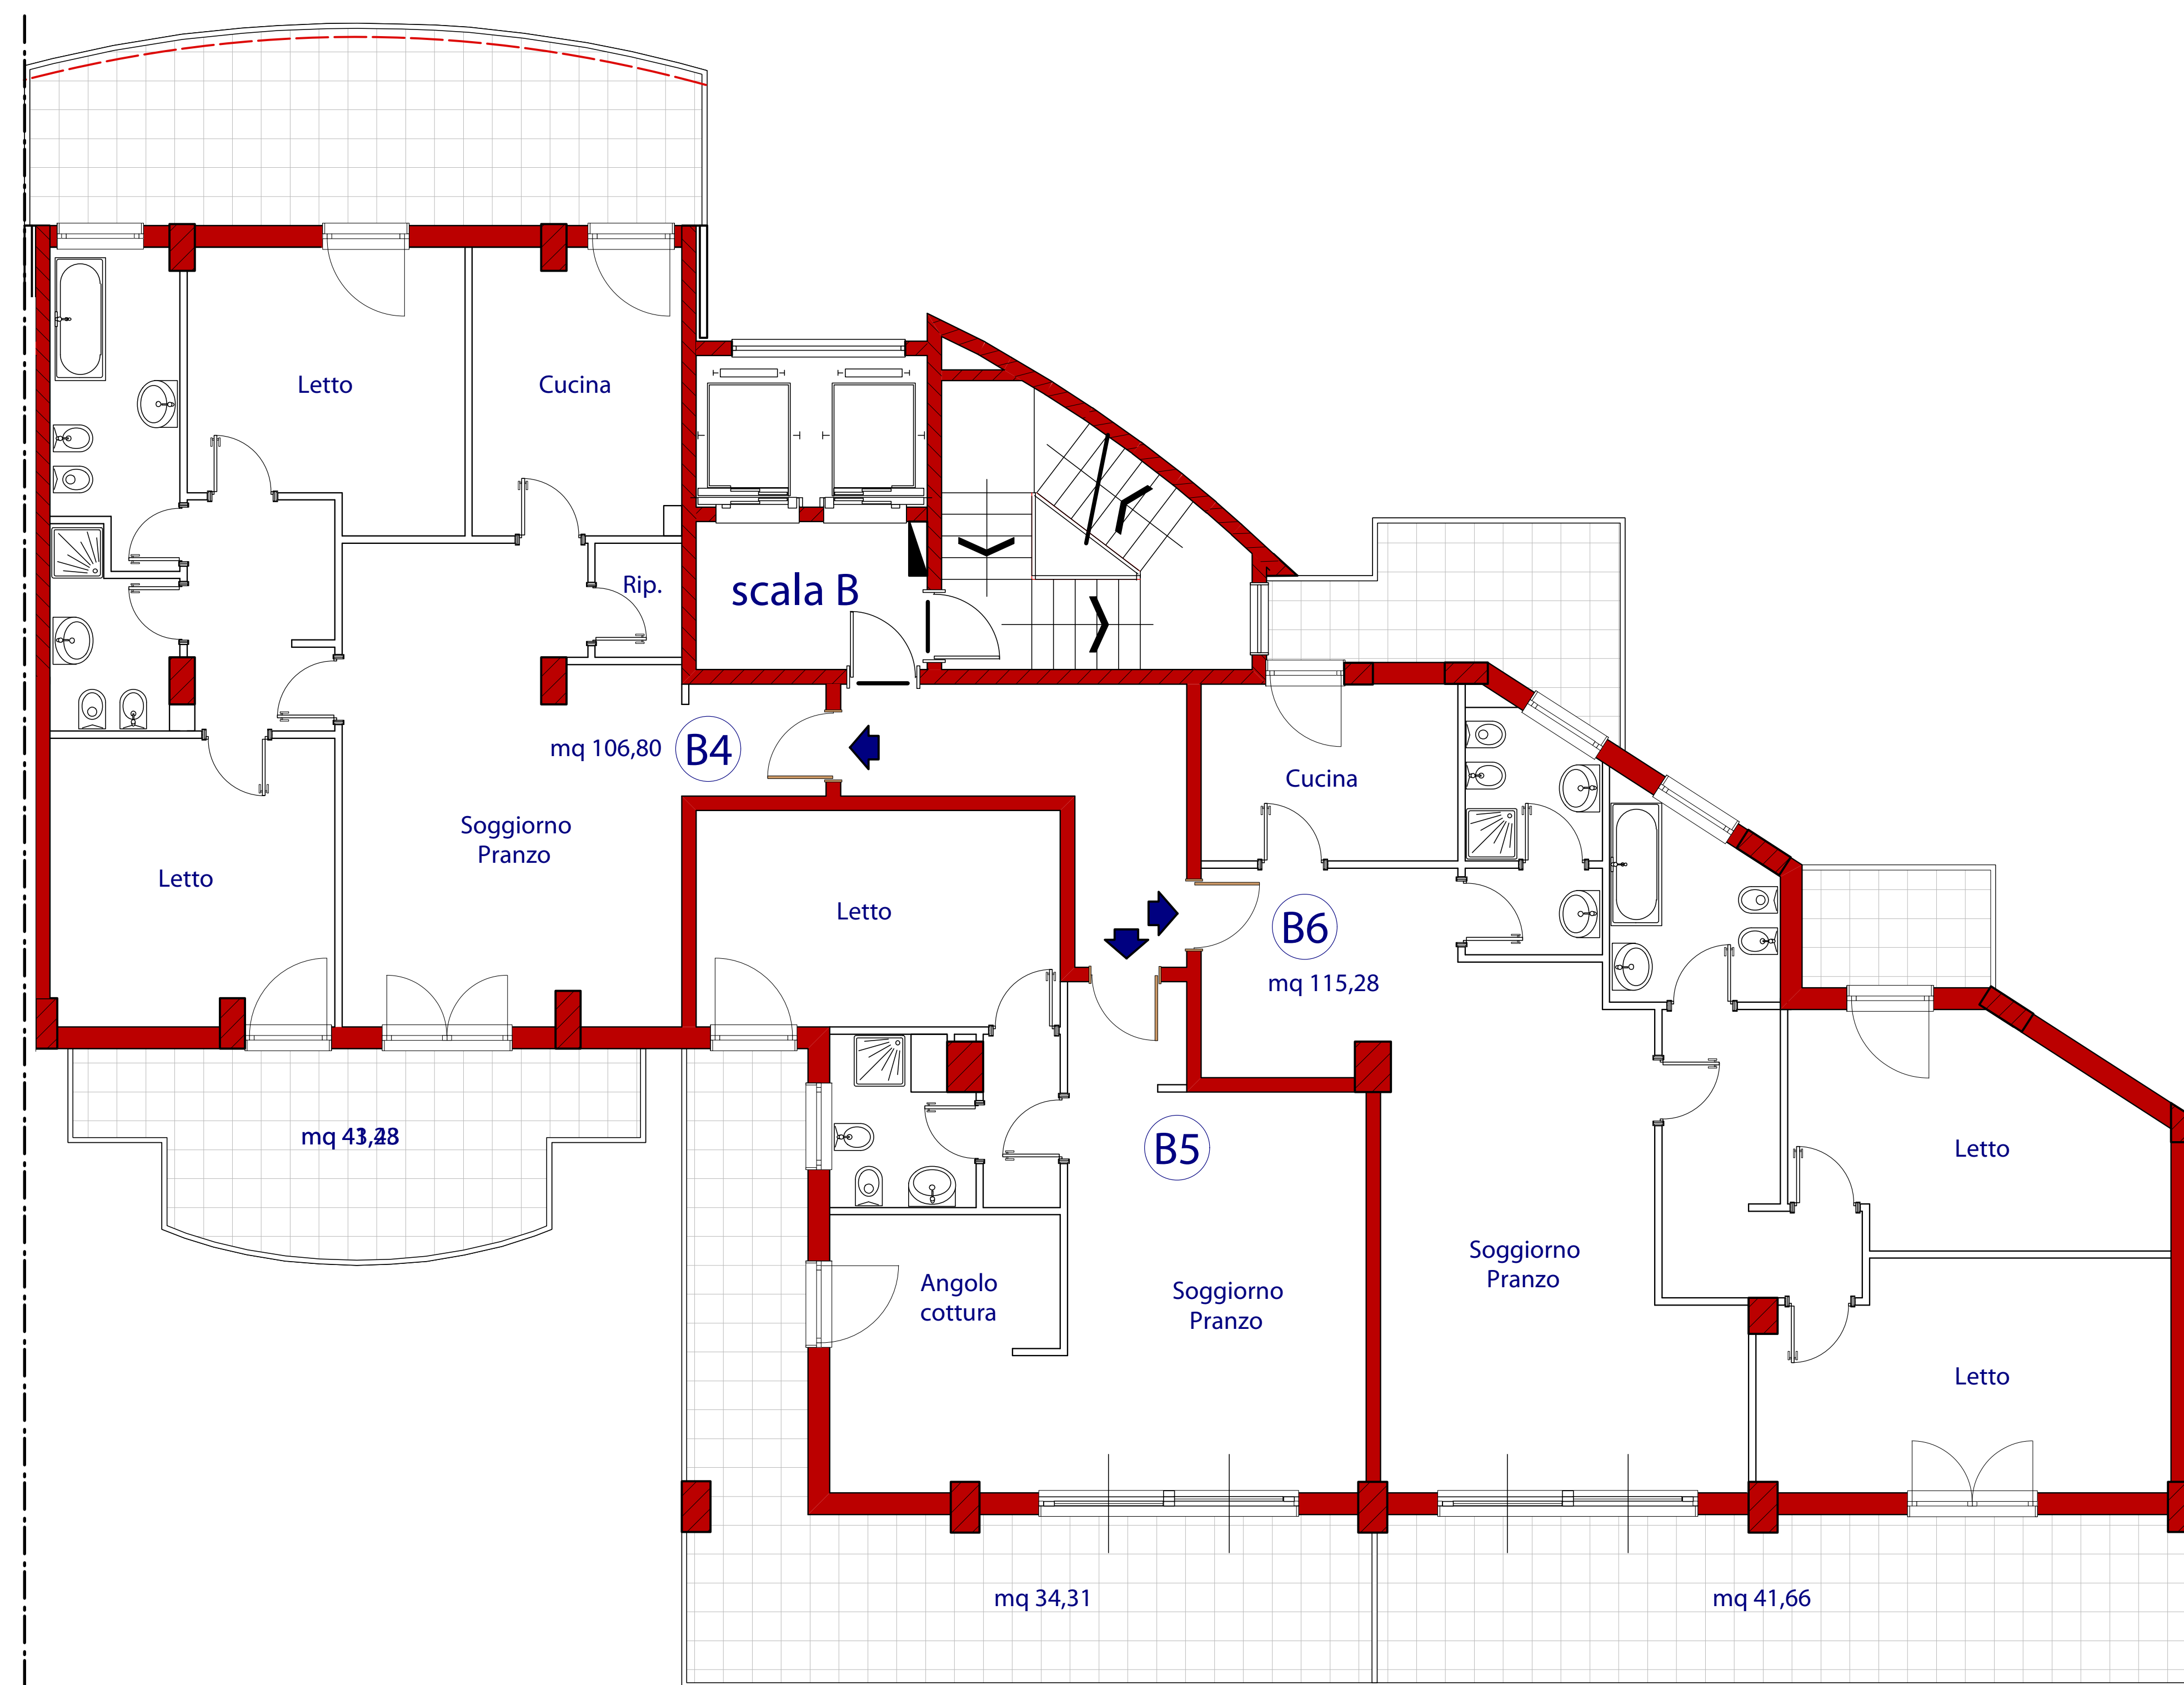 Letto
Cucina
Rip.
scala B
mq 106,80
B4
Soggiorno
Pranzo
Letto
Letto
Cucina
B6
mq 115,28
B5
Letto
Angolo
cottura
Soggiorno
Pranzo
Soggiorno
Pranzo
Letto
mq 34,31
mq 41,66